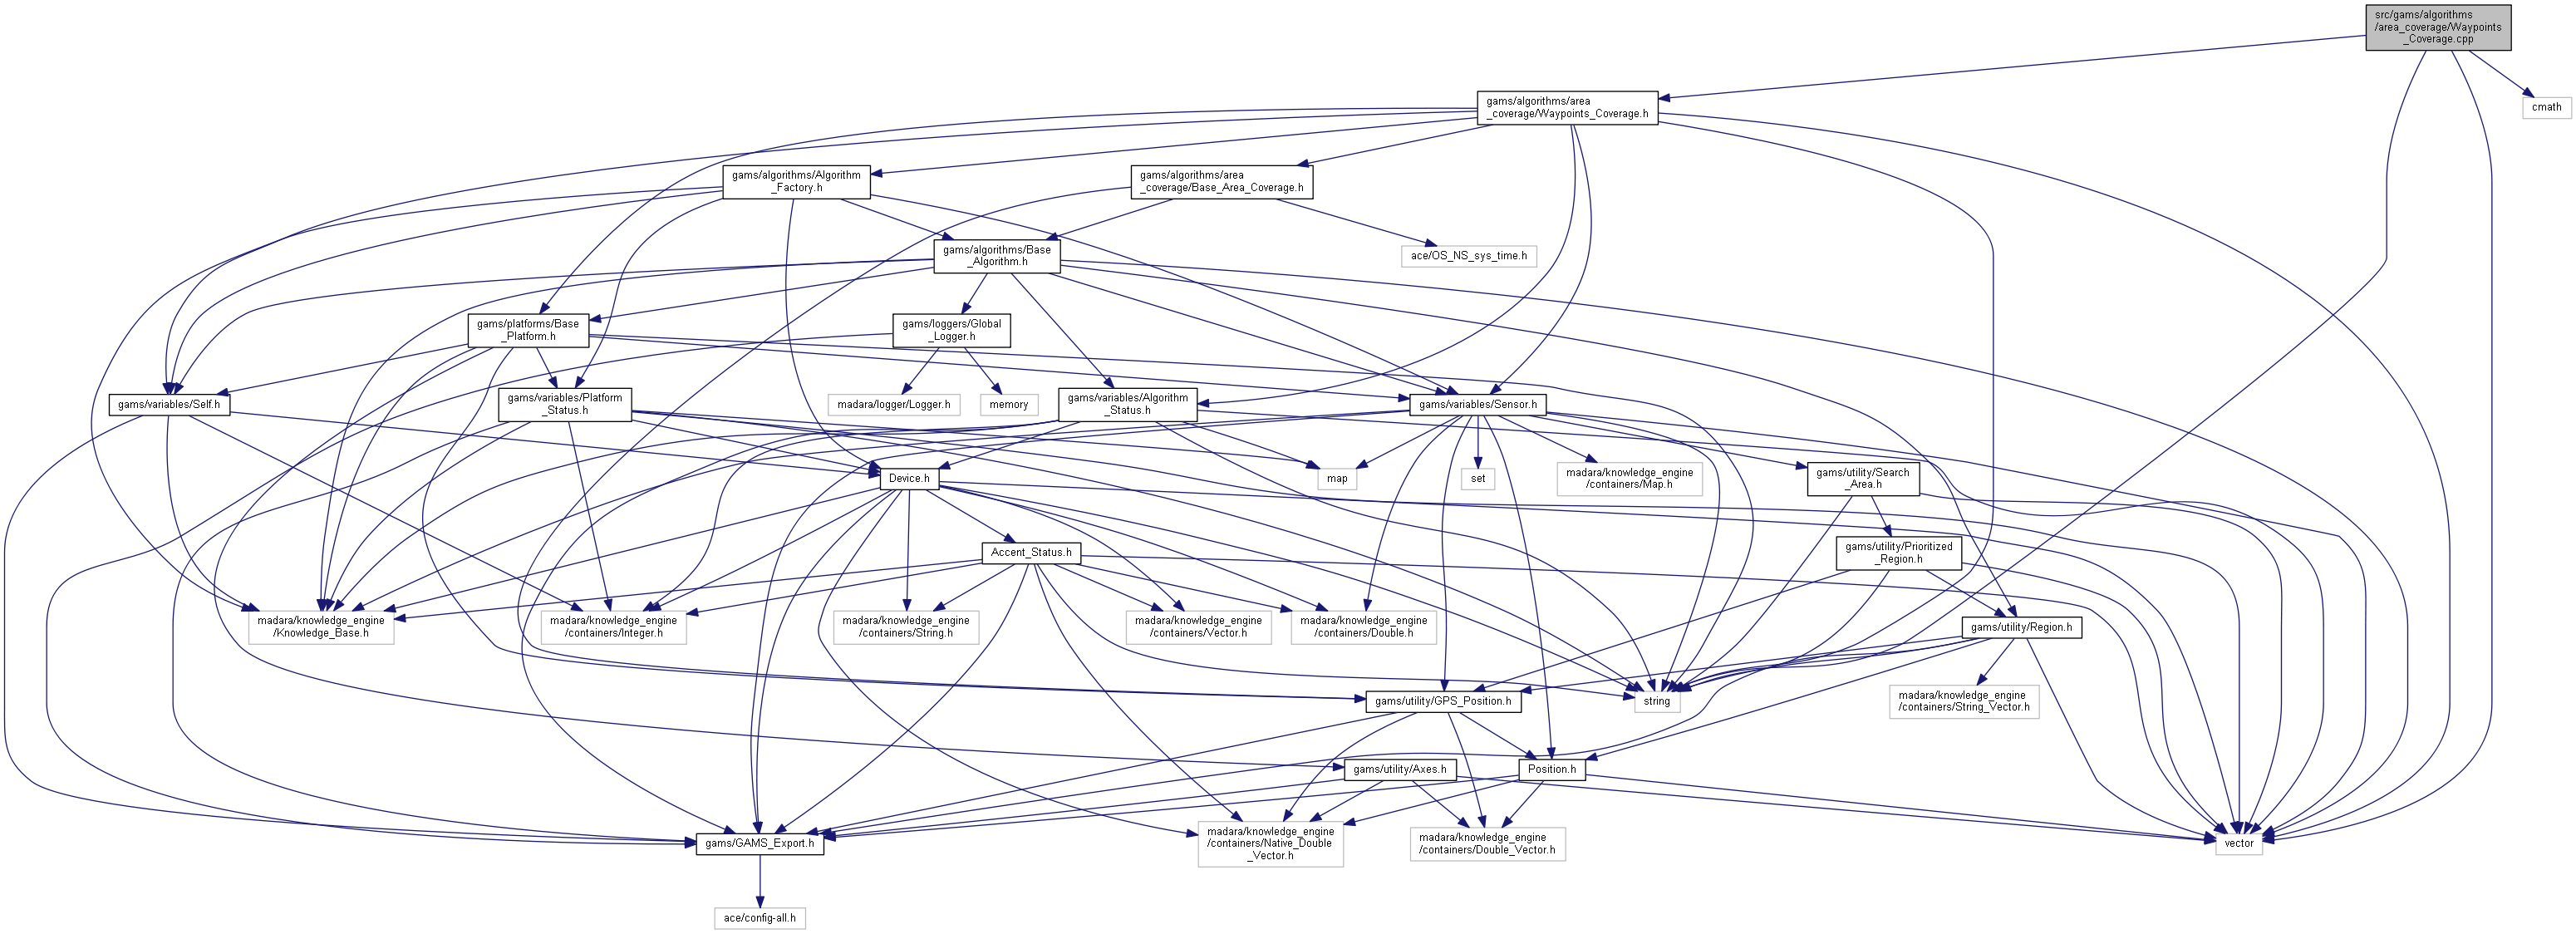 src/gams/algorithms
/area_coverage/Waypoints
_Coverage.cpp
gams/algorithms/area
_coverage/Waypoints_Coverage.h
cmath
gams/algorithms/Algorithm
_Factory.h
gams/algorithms/area
_coverage/Base_Area_Coverage.h
gams/algorithms/Base
_Algorithm.h
ace/OS_NS_sys_time.h
gams/platforms/Base
_Platform.h
gams/loggers/Global
_Logger.h
gams/variables/Self.h
gams/variables/Platform
_Status.h
madara/logger/Logger.h
memory
gams/variables/Algorithm
_Status.h
gams/variables/Sensor.h
Device.h
map
set
madara/knowledge_engine
/containers/Map.h
gams/utility/Search
_Area.h
Accent_Status.h
gams/utility/Prioritized
_Region.h
madara/knowledge_engine
/Knowledge_Base.h
madara/knowledge_engine
/containers/Integer.h
madara/knowledge_engine
/containers/String.h
madara/knowledge_engine
/containers/Vector.h
madara/knowledge_engine
/containers/Double.h
gams/utility/Region.h
gams/utility/GPS_Position.h
string
madara/knowledge_engine
/containers/String_Vector.h
gams/utility/Axes.h
Position.h
gams/GAMS_Export.h
madara/knowledge_engine
/containers/Native_Double
_Vector.h
madara/knowledge_engine
/containers/Double_Vector.h
vector
ace/config-all.h